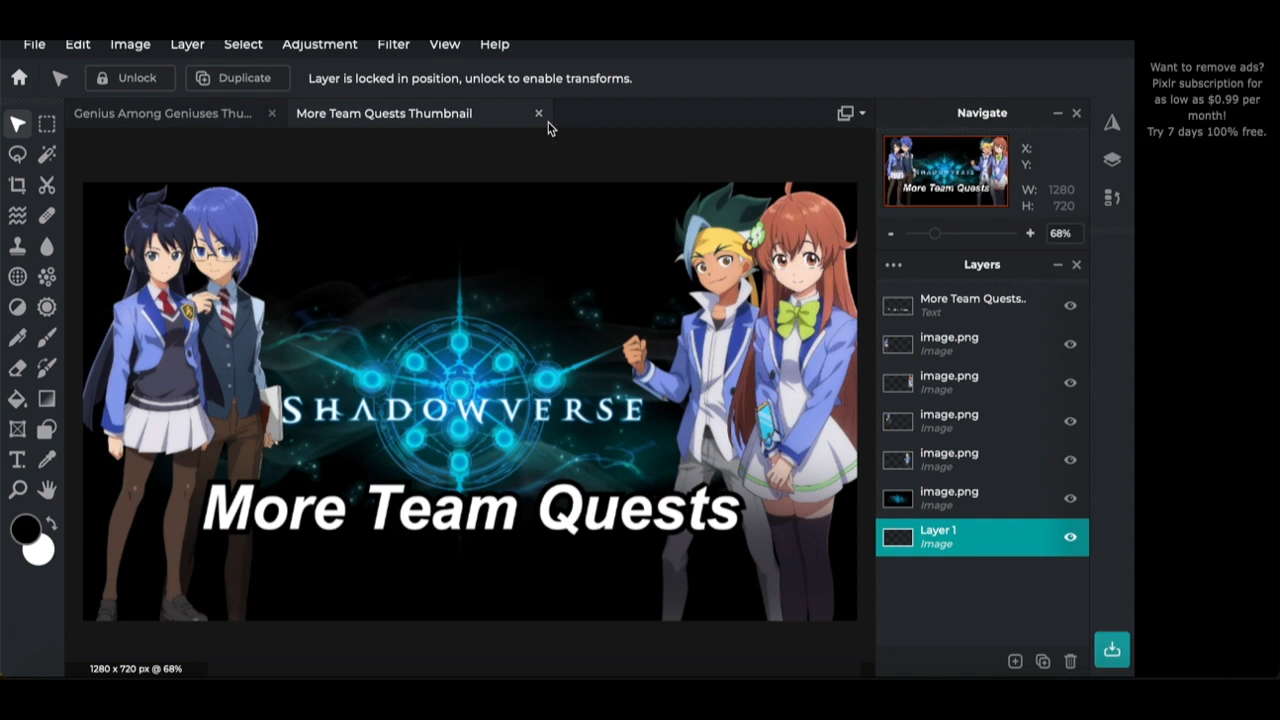 File Edit Image Layer Select Adjustment Filter View Help
Unlock Duplicate Layer is locked in position, unlock to enable transforms.
Want to remove ads?
Pixlr subscription for
as low as $0.99 per
month!
Try 7 days 100% free.
Genius Among Geniuses Thu... More Team Quests Thumbnail
Navigate
X:
Y:
W: 1280
H: 720
68%
SHADOWVERSE
More Team Quests
Layers
More Team Quests..
Text
image.png
Image
image.png
Image
image.png
Image
image.png
Image
image.png
Image
Layer 1
Image
SHADOWVERSE
More Team Quests
1280 x 720 px @ 68%